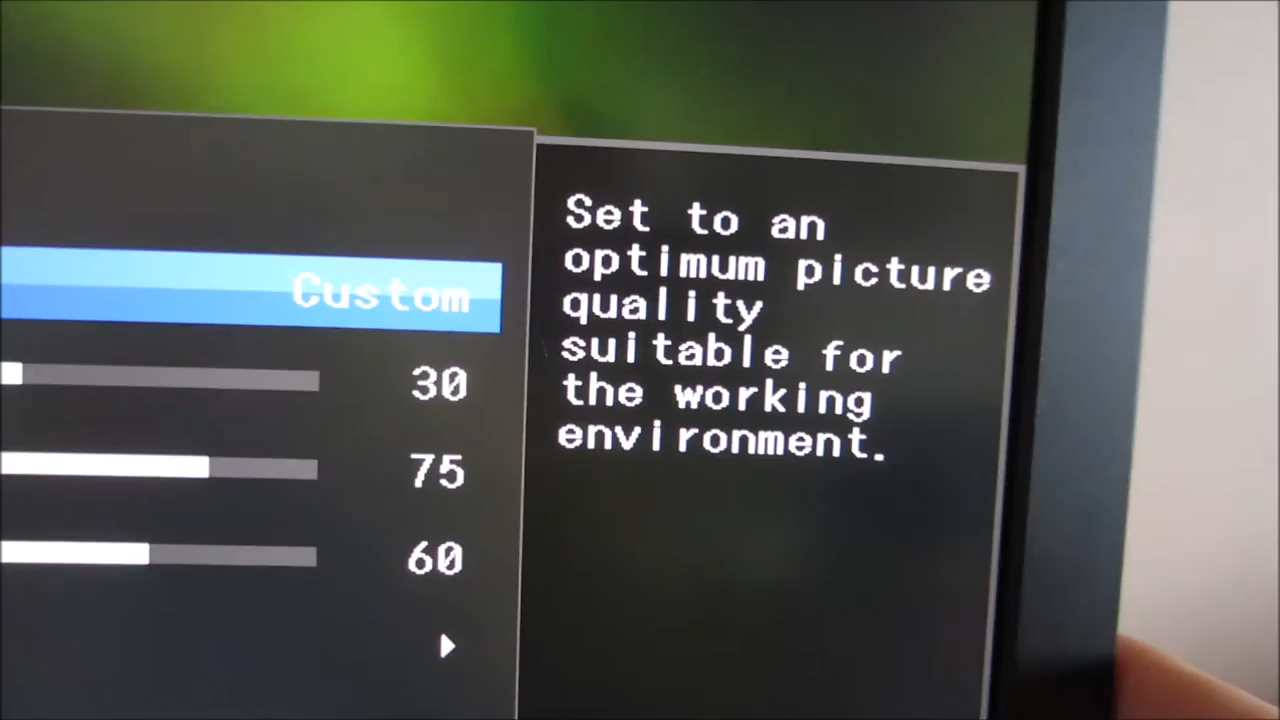 Custom
30
75
60
Set to an
optimum picture
quality
suitable for
the working
environment.